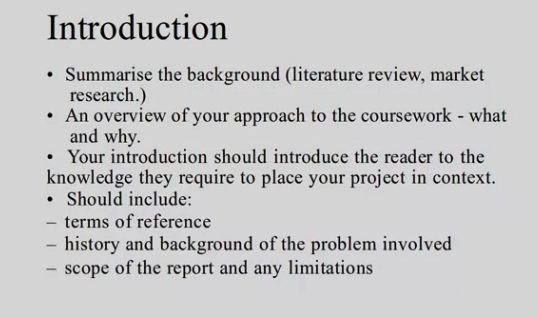 Introduction
• Summarise the background (literature review, market
research.)
• An overview of your approach to the coursework - what
and why.
• Your introduction should introduce the reader to the
knowledge they require to place your project in context.
• Should include:
– terms of reference
– history and background of the problem involved
– scope of the report and any limitations